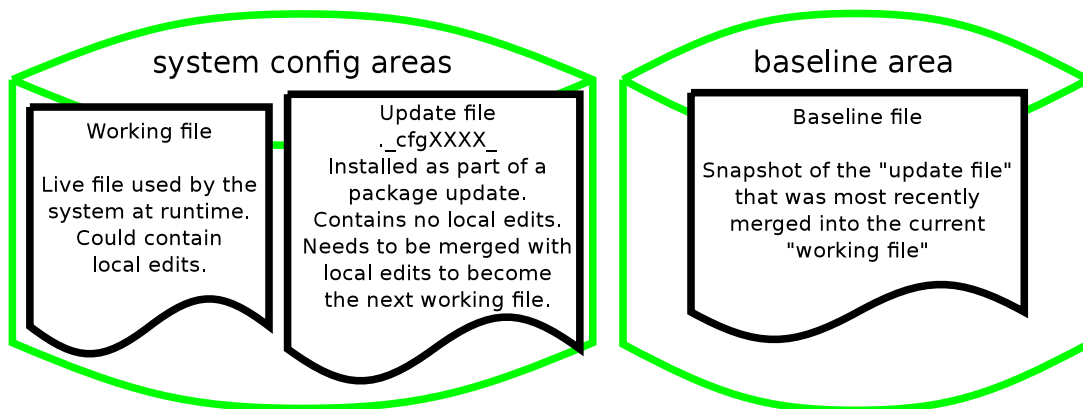 system config areas
Working file
Live file used by the
system at runtime.
Could contain
local edits.
Update file
._cfgXXXX_
Installed as part of a
package update.
Contains no local edits.
Needs to be merged with
local edits to become
the next working file.
baseline area
Baseline file
Snapshot of the "update file"
that was most recently
merged into the current
"working file"